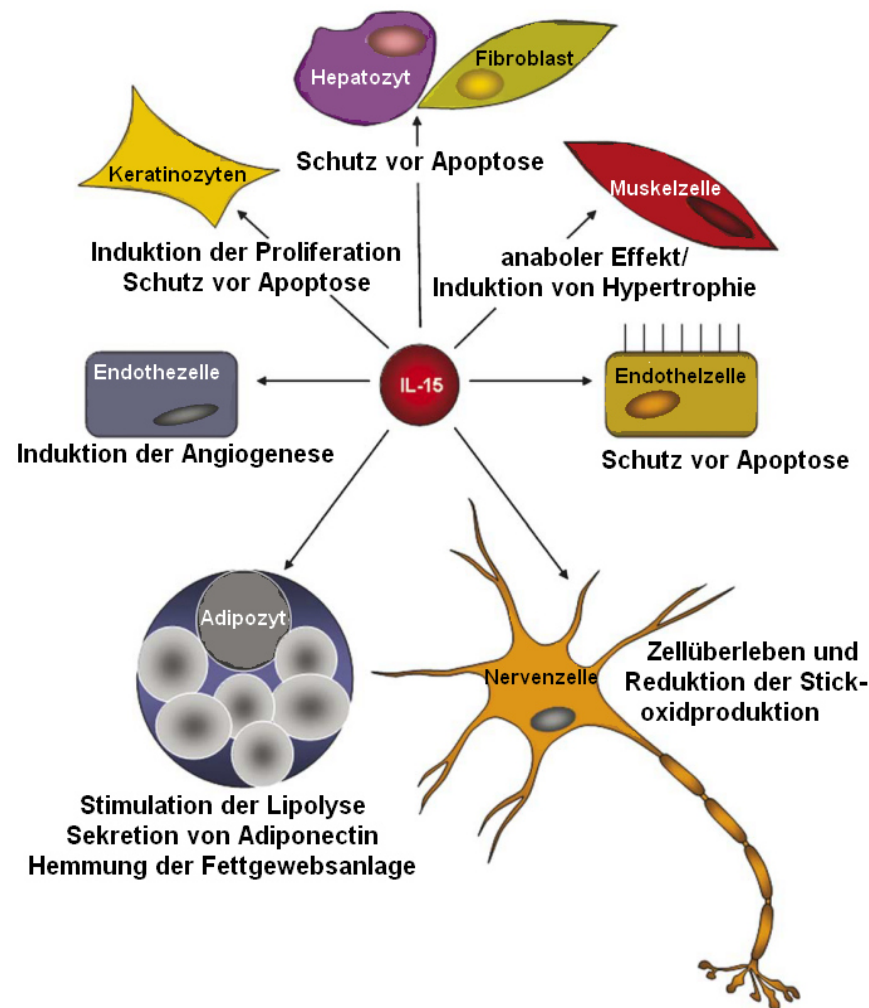 Hepatozyt
Fibroblast
Schutz vor Apoptose
Keratinozyten
Induktion der Proliferation
Schutz vor Apoptose
Muskelzelle
anaboler Effekt/
Induktion von Hypertrophie
Endothezelle
Induktion der Angiogenese
IL-15
Endothelzelle
Schutz vor Apoptose
Adipozyt
Stimulation der Lipolyse
Sekretion von Adiponectin
Hemmung der Fettgewebsanlage
Nervenzelle
Zellüberleben und
Reduktion der Stick-
oxidproduktion